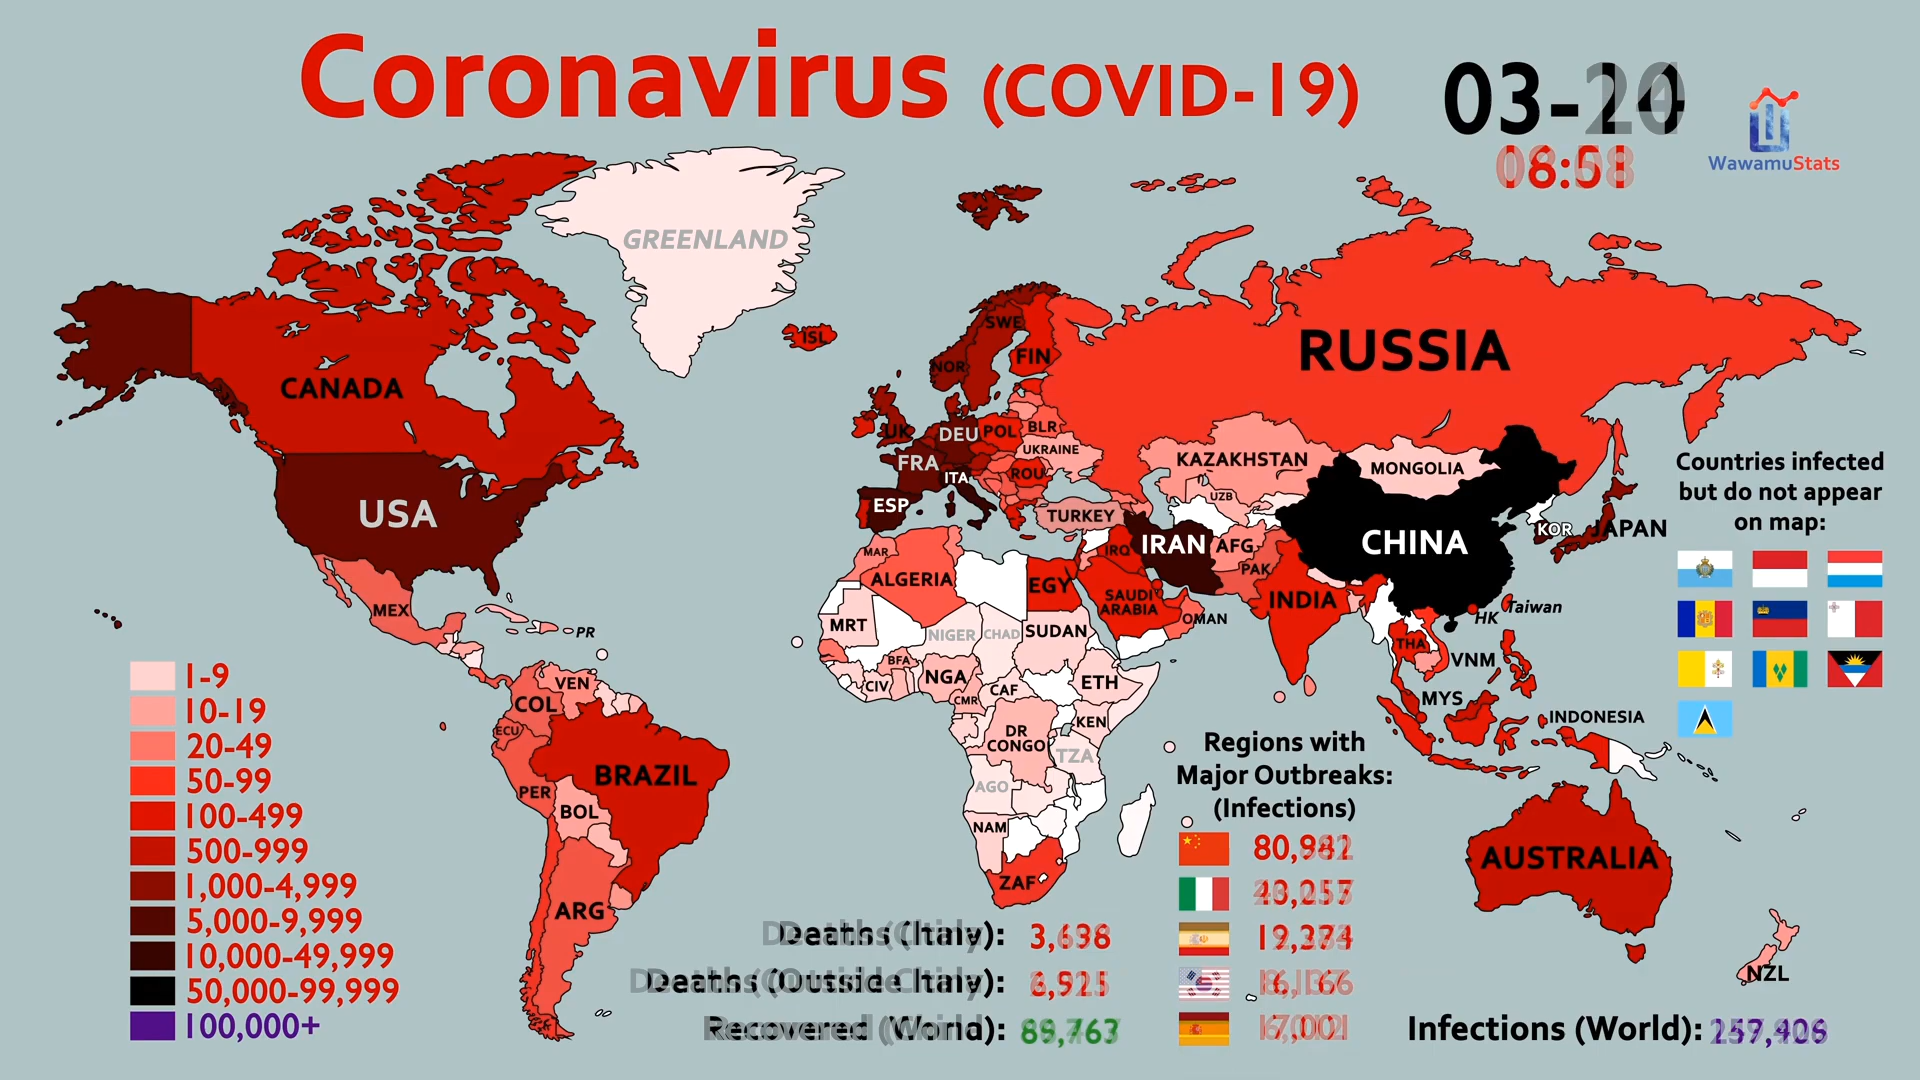 Coronavirus (COVID-19)
WawamuStats
GREENLAND
ISL
CANADA
USA
MEX
PR
SWE
FIN
NOR
RUSSIA
UK
DEU
POL
BLR
UKRAINE
FRA
ITA
ROU
ESP
TURKEY
KAZAKHSTAN
UZB
MONGOLIA
CHINA
KOR
JAPAN
IRAN
IRQ
AFG
PAK
INDIA
SAUDI
ARABIA
OMAN
HK
Taiwan
THA
VNM
MYS
INDONESIA
MAR
ALGERIA
EGY
MRT
NIGER
CHAD
SUDAN
BFA
CIV
NGA
CMR
CAF
ETH
KEN
DR
CONGO
TZA
AGO
NAM
ZAF
VEN
COL
ECU
PER
BRAZIL
BOL
ARG
AUSTRALIA
NZL
Countries infected
but do not appear
on map:
1-9
10-19
20-49
50-99
100-499
500-999
1,000-4,999
5,000-9,999
10,000-49,999
50,000-99,999
100,000+
Regions with
Major Outbreaks:
(Infections)
Deaths
Deaths
Recovered (World):
Infections (World):